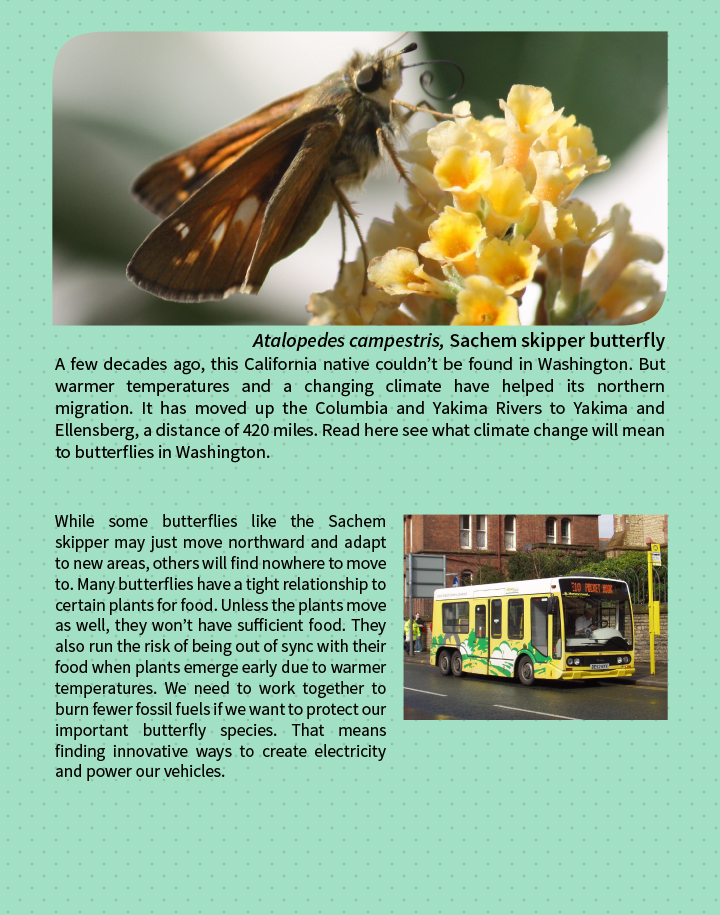 Atalopedes campestris, Sachem skipper butterfly
A few decades ago, this California native couldn't be found in Washington. But
warmer temperatures and a changing climate have helped its northern
migration. It has moved up the Columbia and Yakima Rivers to Yakima and
Ellensberg, a distance of 420 miles. Read here see what climate change will mean
to butterflies in Washington.
While some butterflies like the Sachem
skipper may just move northward and adapt
to new areas, others will find nowhere to move
to. Many butterflies have a tight relationship to
certain plants for food. Unless the plants move
as well, they won't have sufficient food. They
also run the risk of being out of sync with their
food when plants emerge early due to warmer
temperatures. We need to work together to
burn fewer fossil fuels if we want to protect our
important butterfly species. That means
finding innovative ways to create electricity
and power our vehicles.